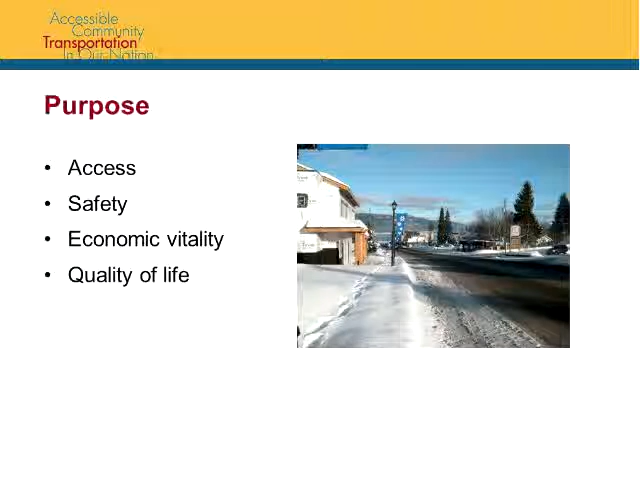 Accessible
Community
Transportation
In Our Nation
Purpose
• Access
• Safety
• Economic vitality
• Quality of life